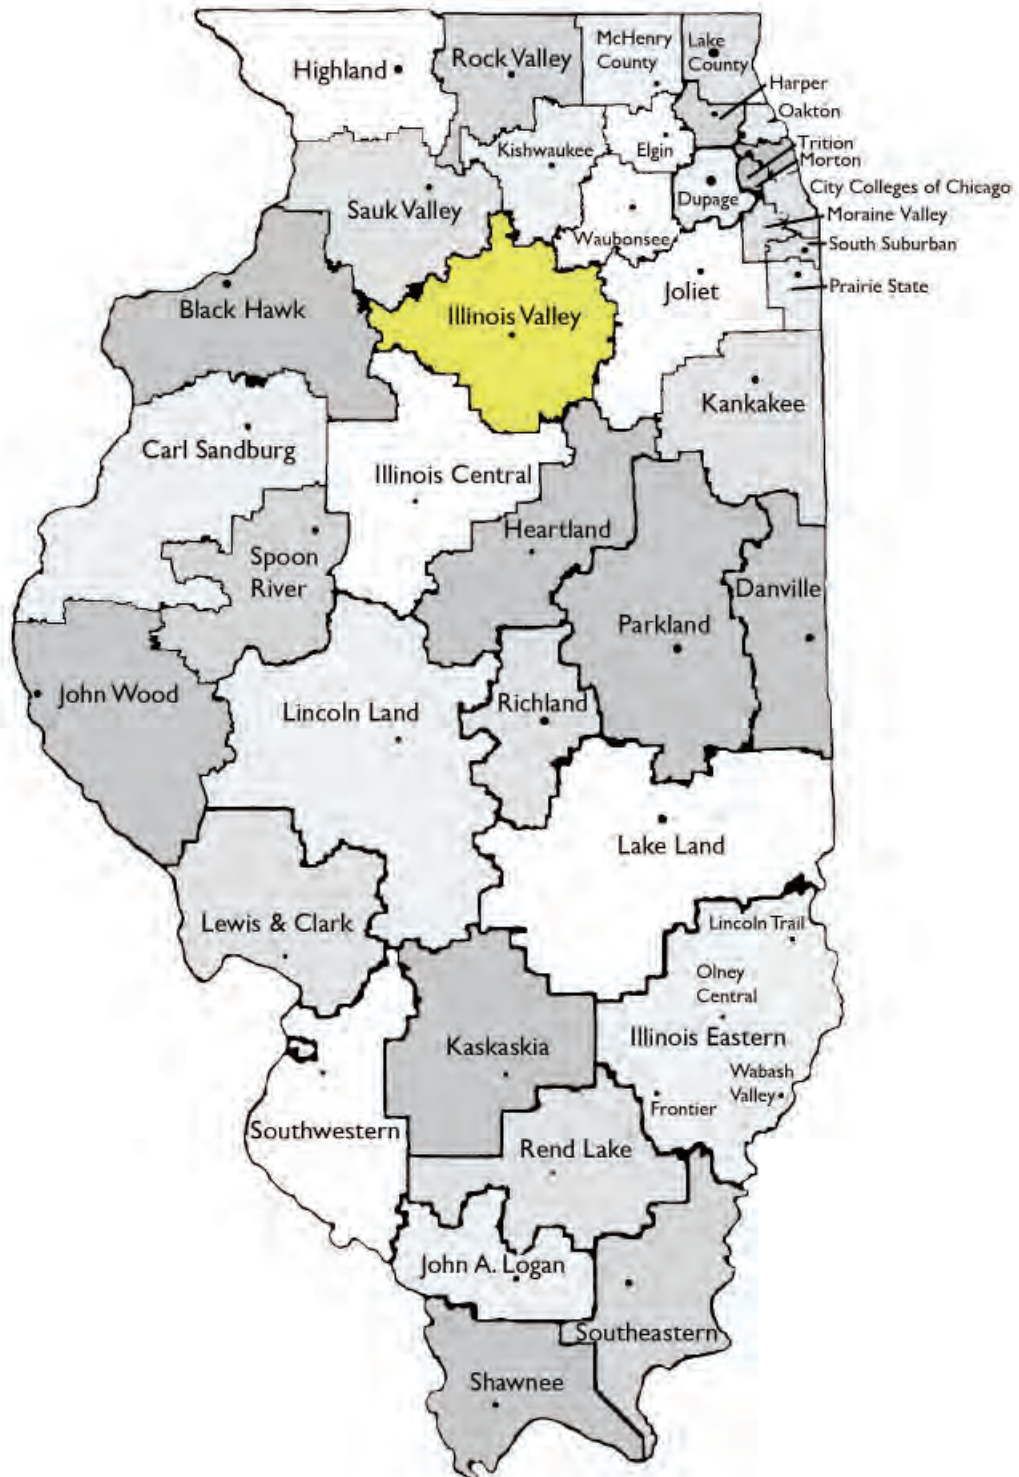 McHenry
County
Lake
County
Rock Valley
Highland
Harper
Oakton
Kishwaukee
Elgin
Trition
Morton
City Colleges of Chicago
Dupage
Sauk Valley
Moraine Valley
Waubonsee
South Suburban
Joliet
Prairie State
Black Hawk
Illinois Valley
Kankakee
Carl Sandburg
Illinois Central
Heartland
Spoon
River
Danville
Parkland
John Wood
Lincoln Land
Richland
Lake Land
Lewis & Clark
Lincoln Trail
Olney
Central
Illinois Eastern
Kaskaskia
Wabash
Valley
Frontier
Southwestern
Rend Lake
John A. Logan
Southeastern
Shawnee